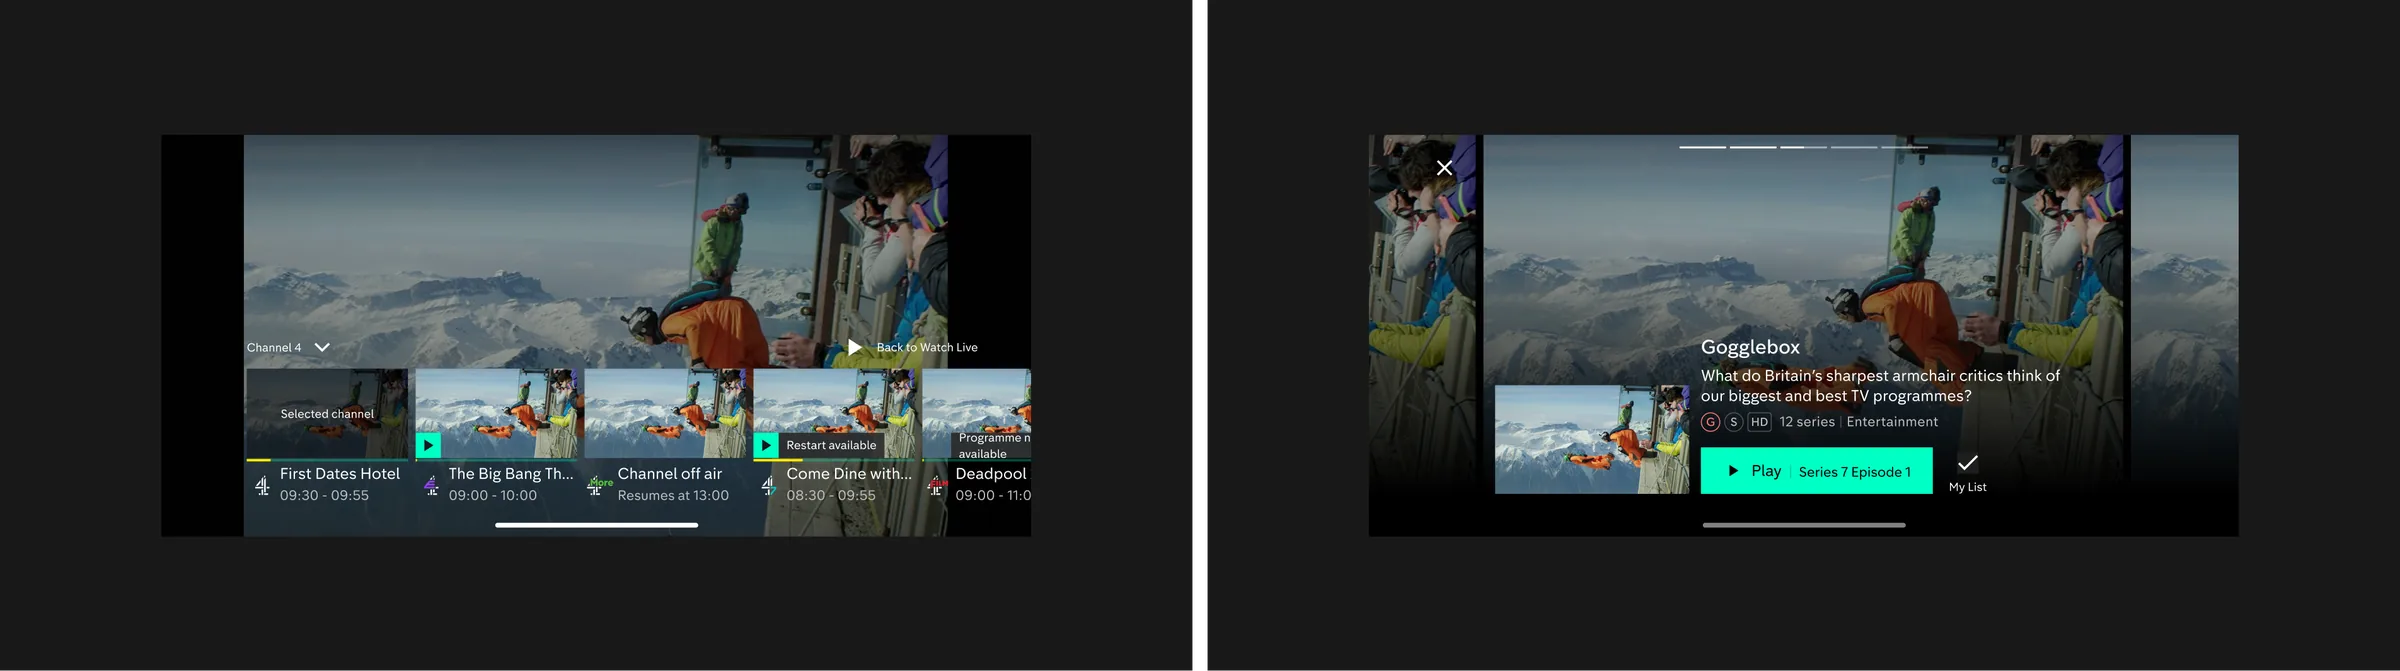 Channel 4
Back to Watch Live
Selected channel
Restart available
Programme n
available
First Dates Hotel
09:30 - 09:55
The Big Bang Th...
09:00 - 10:00
more
Channel off air
Resumes at 13:00
Come Dine with...
08:30 - 09:55
FILM
Deadpool
09:00 - 11:0
Gogglebox
What do Britain's sharpest armchair critics think of
our biggest and best TV programmes?
G S HD 12 series | Entertainment
Play | Series 7 Episode 1
My List